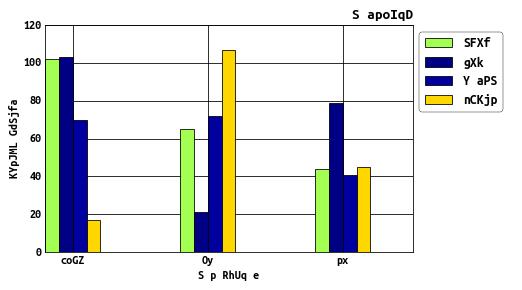 S apoIqD
KYpJML GdSjfa
120
100
80
60
40
20
0
coGZ
Oy
px
S p RhUq e
SFXf
gXk
Y aPS
nCKjp